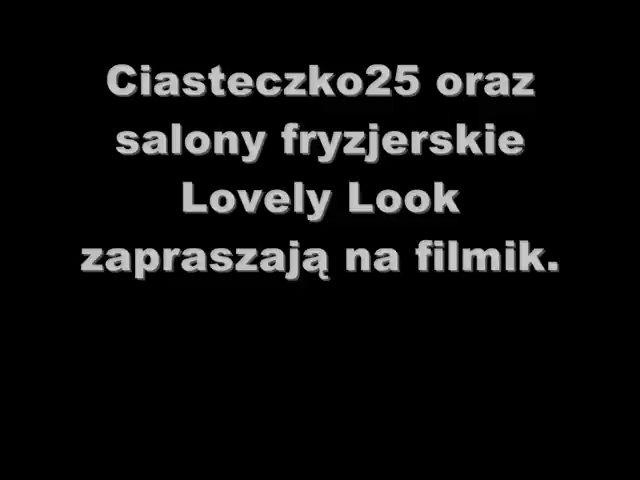 Ciasteczko25 oraz
salony fryzjerskie
Lovely Look
zapraszają na filmik.